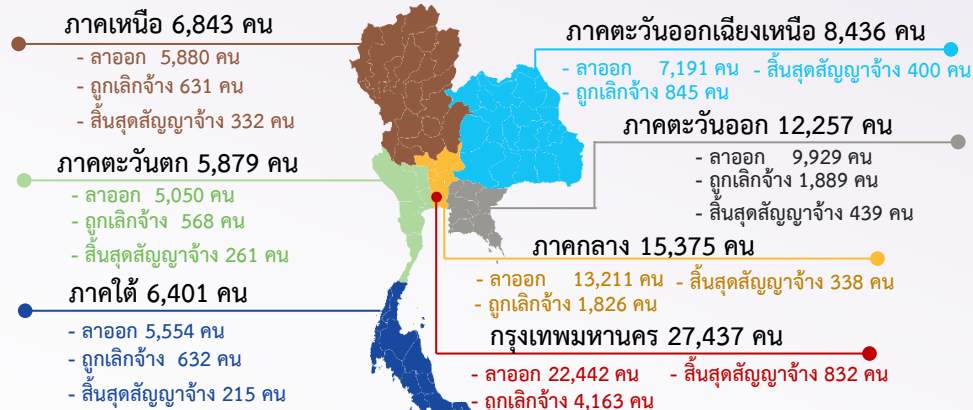 ภาคเหนือ 6,843 คน
- ลาออก 5,880 คน
- ถูกเลิกจ้าง 631 คน
- สิ้นสุดสัญญาจ้าง 332 คน
ภาคตะวันออกเฉียงเหนือ 8,436 คน
- ลาออก 7,191 คน - สิ้นสุดสัญญาจ้าง 400 คน
- ถูกเลิกจ้าง 845 คน
ภาคตะวันออก 12,257 คน
- ลาออก 9,929 คน
- ถูกเลิกจ้าง 1,889 คน
- สิ้นสุดสัญญาจ้าง 439 คน
ภาคตะวันตก 5,879 คน
- ลาออก 5,050 คน
- ถูกเลิกจ้าง 568 คน
- สิ้นสุดสัญญาจ้าง 261 คน
ภาคกลาง 15,375 คน
- ลาออก 13,211 คน - สิ้นสุดสัญญาจ้าง 338 คน
- ถูกเลิกจ้าง 1,826 คน
ภาคใต้ 6,401 คน
- ลาออก 5,554 คน
- ถูกเลิกจ้าง 632 คน
- สิ้นสุดสัญญาจ้าง 215 คน
กรุงเทพมหานคร 27,437 คน
- ลาออก 22,442 คน - สิ้นสุดสัญญาจ้าง 832 คน
- ถูกเลิกจ้าง 4,163 คน